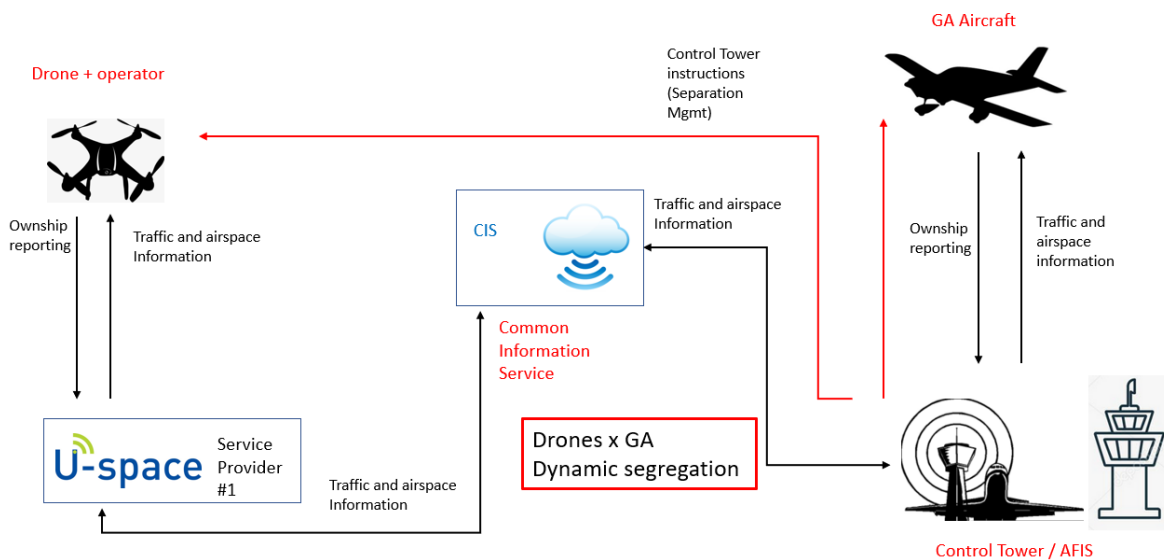 GA Aircraft
Control Tower
instructions
(Separation
Mgmt)
Drone + operator
Ownship
reporting
Traffic and airspace
Information
CIS
Traffic and airspace
Information
Ownship
reporting
Traffic and
airspace
information
Common
Information
Service
U-space
Service
Provider
#1
Drones x GA
Dynamic segregation
Traffic and airspace
Information
Control Tower / AFIS